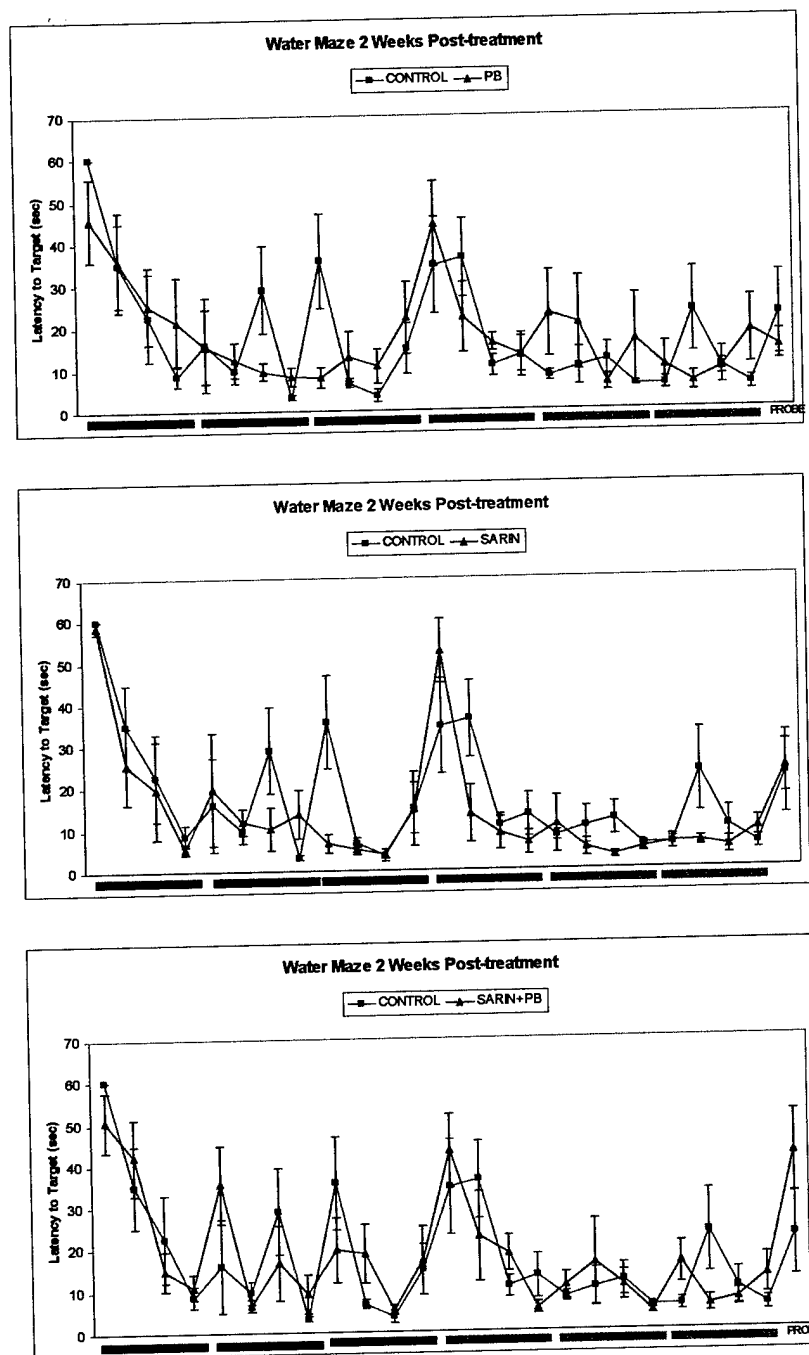 Water Maze 2 Weeks Post-treatment
CONTROL PB
Latency to Target (sec)
70
60
50
40
30
20
10
0
PROBE
Water Maze 2 Weeks Post-treatment
CONTROL SARIN
Latency to Target (sec)
70
60
50
40
30
20
10
0
Water Maze 2 Weeks Post-treatment
CONTROL SARIN+PB
Latency to Target (sec)
70
60
50
40
30
20
10
0
PROBE